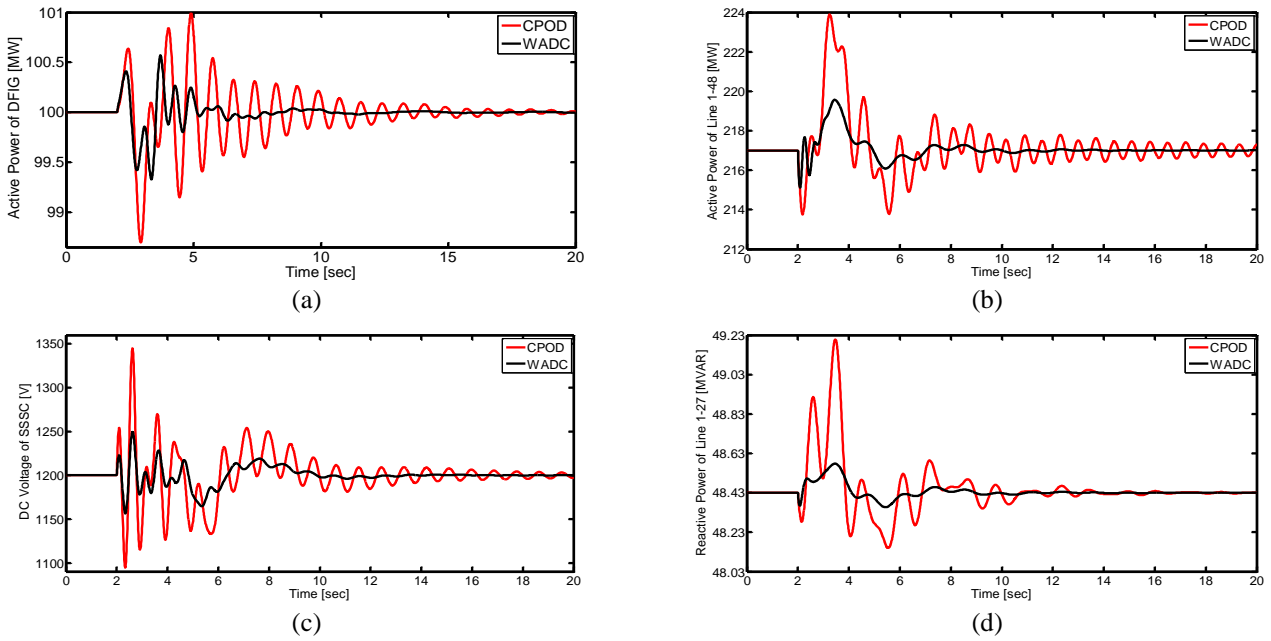 101
100.5
100
99.5
99
Active Power of DFIG [MW]
CPOD
WADC
0 5 10 15 20
Time [sec]
(a)
224
222
220
218
216
214
212
Active Power of Line 1-48 [MW]
CPOD
WADC
0 2 4 6 8 10 12 14 16 18 20
Time [sec]
(b)
1350
1300
1250
1200
1150
1100
DC Voltage of SSSC [V]
CPOD
WADC
0 2 4 6 8 10 12 14 16 18 20
Time [sec]
(c)
49.23
49.03
48.83
48.63
48.43
48.23
48.03
Reactive Power of Line 1-27 [MVAR]
CPOD
WADC
0 2 4 6 8 10 12 14 16 18 20
Time [sec]
(d)